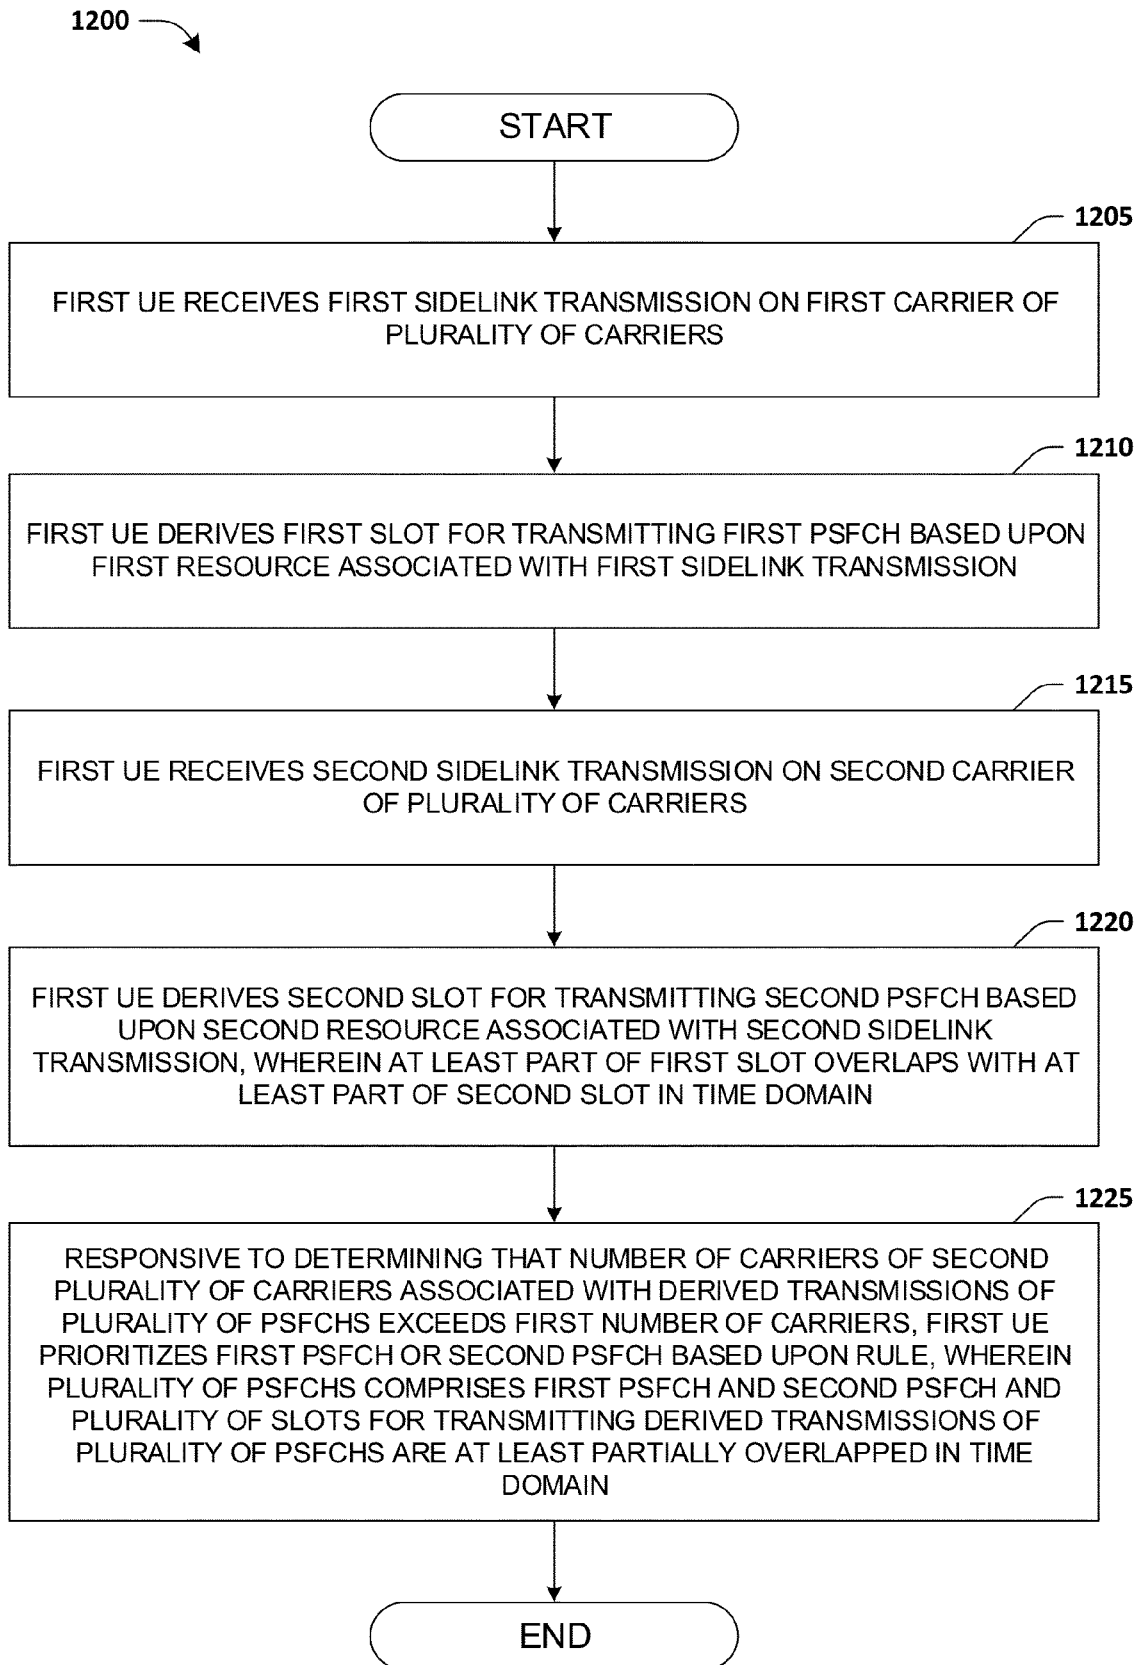 1200
START
1205
FIRST UE RECEIVES FIRST SIDELINK TRANSMISSION ON FIRST CARRIER OF
PLURALITY OF CARRIERS
1210
FIRST UE DERIVES FIRST SLOT FOR TRANSMITTING FIRST PSFCH BASED UPON
FIRST RESOURCE ASSOCIATED WITH FIRST SIDELINK TRANSMISSION
1215
FIRST UE RECEIVES SECOND SIDELINK TRANSMISSION ON SECOND CARRIER
OF PLURALITY OF CARRIERS
1220
FIRST UE DERIVES SECOND SLOT FOR TRANSMITTING SECOND PSFCH BASED
UPON SECOND RESOURCE ASSOCIATED WITH SECOND SIDELINK
TRANSMISSION, WHEREIN AT LEAST PART OF FIRST SLOT OVERLAPS WITH AT
LEAST PART OF SECOND SLOT IN TIME DOMAIN
1225
RESPONSIVE TO DETERMINING THAT NUMBER OF CARRIERS OF SECOND
PLURALITY OF CARRIERS ASSOCIATED WITH DERIVED TRANSMISSIONS OF
PLURALITY OF PSFCHS EXCEEDS FIRST NUMBER OF CARRIERS, FIRST UE
PRIORITIZES FIRST PSFCH OR SECOND PSFCH BASED UPON RULE, WHEREIN
PLURALITY OF PSFCHS COMPRISES FIRST PSFCH AND SECOND PSFCH AND
PLURALITY OF SLOTS FOR TRANSMITTING DERIVED TRANSMISSIONS OF
PLURALITY OF PSFCHS ARE AT LEAST PARTIALLY OVERLAPPED IN TIME
DOMAIN
END